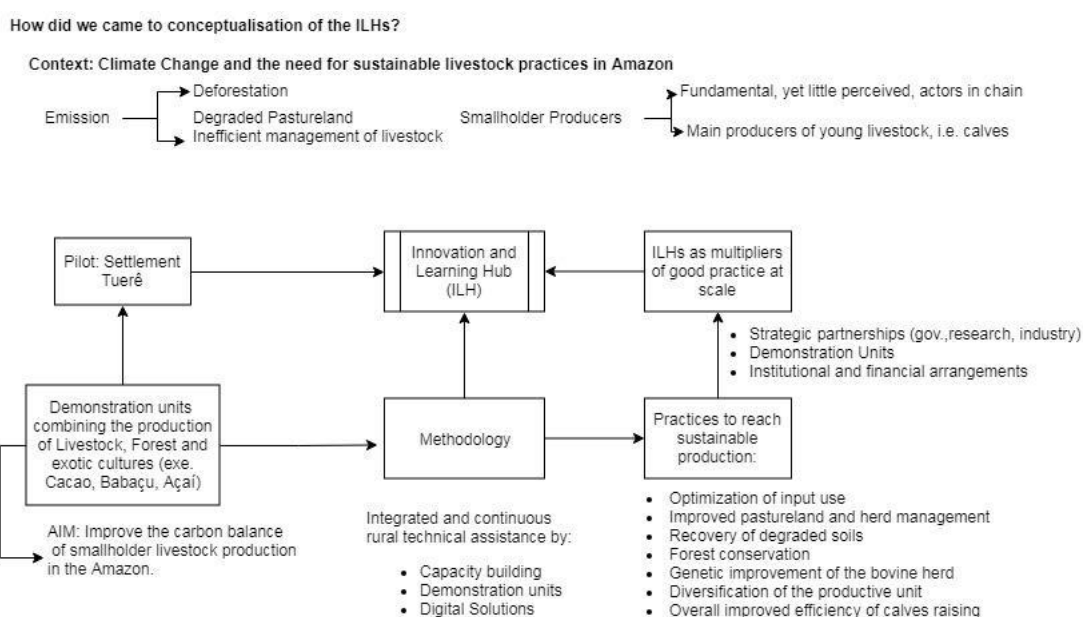 How did we came to conceptualisation of the ILHs?
Context: Climate Change and the need for sustainable livestock practices in Amazon
Emission
Deforestation
Degraded Pastureland
Inefficient management of livestock
Smallholder Producers
Fundamental, yet little perceived, actors in chain
Main producers of young livestock, i.e. calves
Pilot: Settlement
Tuerê
Innovation and
Learning Hub
(ILH)
ILHs as multipliers
of good practice at
scale
• Strategic partnerships (gov.,research, industry)
• Demonstration Units
• Institutional and financial arrangements
Demonstration units
combining the production
of Livestock, Forest and
exotic cultures (exe.
Cacao, Babaçu, Açaí)
Methodology
Practices to reach
sustainable
production:
AIM: Improve the carbon balance
of smallholder livestock production
in the Amazon.
Integrated and continuous
rural technical assistance by:
• Capacity building
• Demonstration units
• Digital Solutions
• Optimization of input use
• Improved pastureland and herd management
• Recovery of degraded soils
• Forest conservation
• Genetic improvement of the bovine herd
• Diversification of the productive unit
• Overall improved efficiency of calves raising